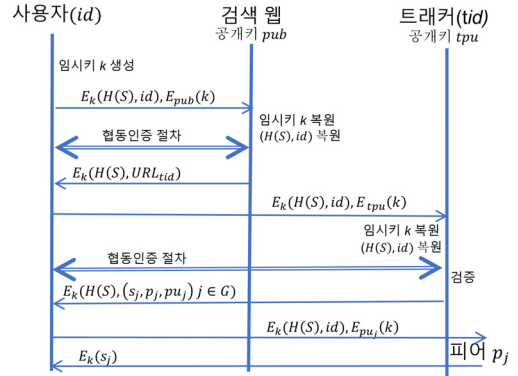 사용자(id) 검색 웹 트래커(tid)
공개키 pub 공개키 tpu
임시키 k 생성
E_k(H(S), id), E_pub(k)
임시키 k 복원
(H(S), id) 복원
협동인증 절차
E_k(H(S), URL_tid)
E_k(H(S), id), E_tpu(k)
임시키 k 복원
(H(S), id) 복원
협동인증 절차
검증
E_k(H(S), (s_j, p_j, pu_j) j ∈ G)
E_k(H(S), id), E_pu_j(k)
피어 p_j
E_k(s_j)